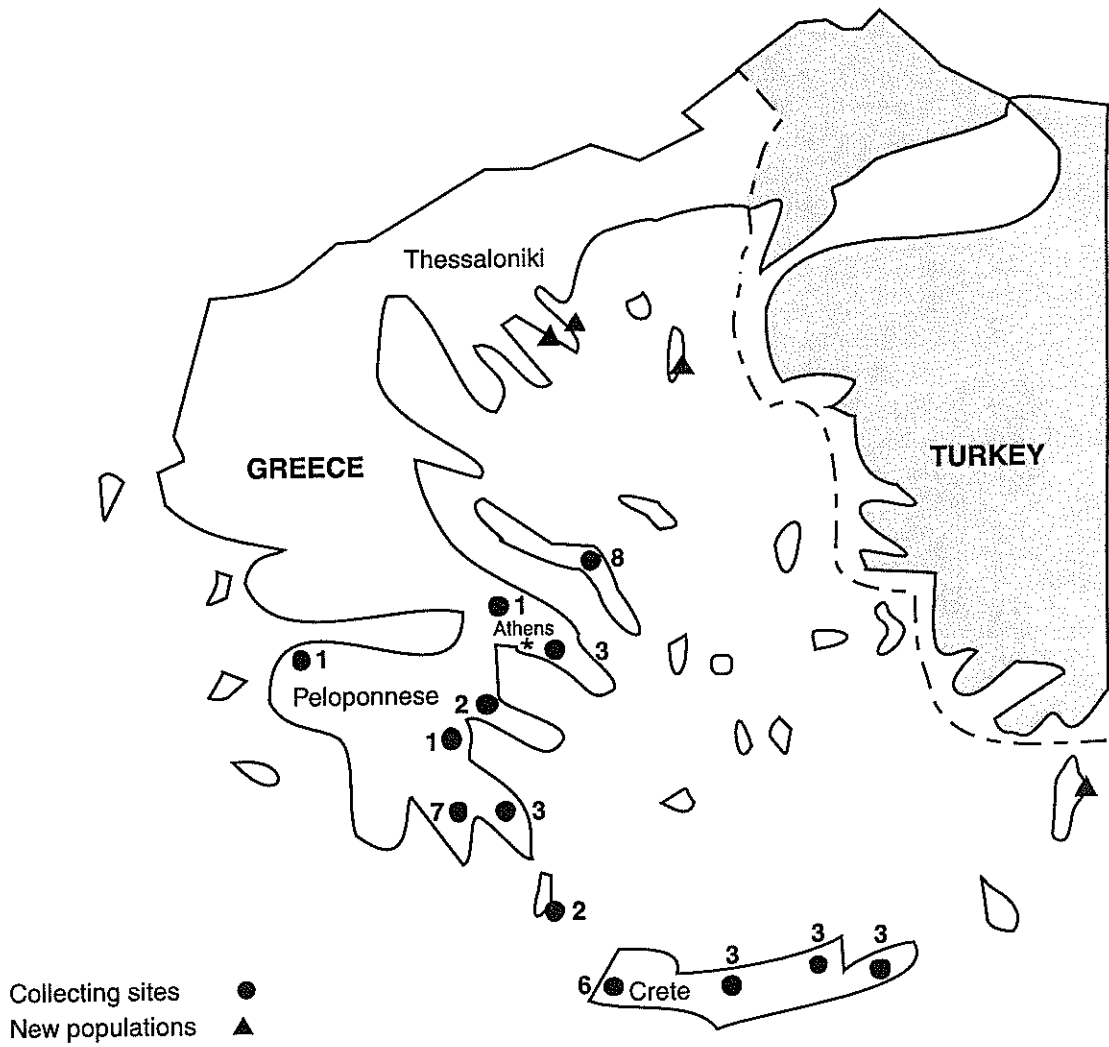 Thessaloniki
GREECE
TURKEY
8
1
Athens
*
3
1
Peloponnese
2
1
7
3
2
3
3
3
6
Crete
Collecting sites
New populations